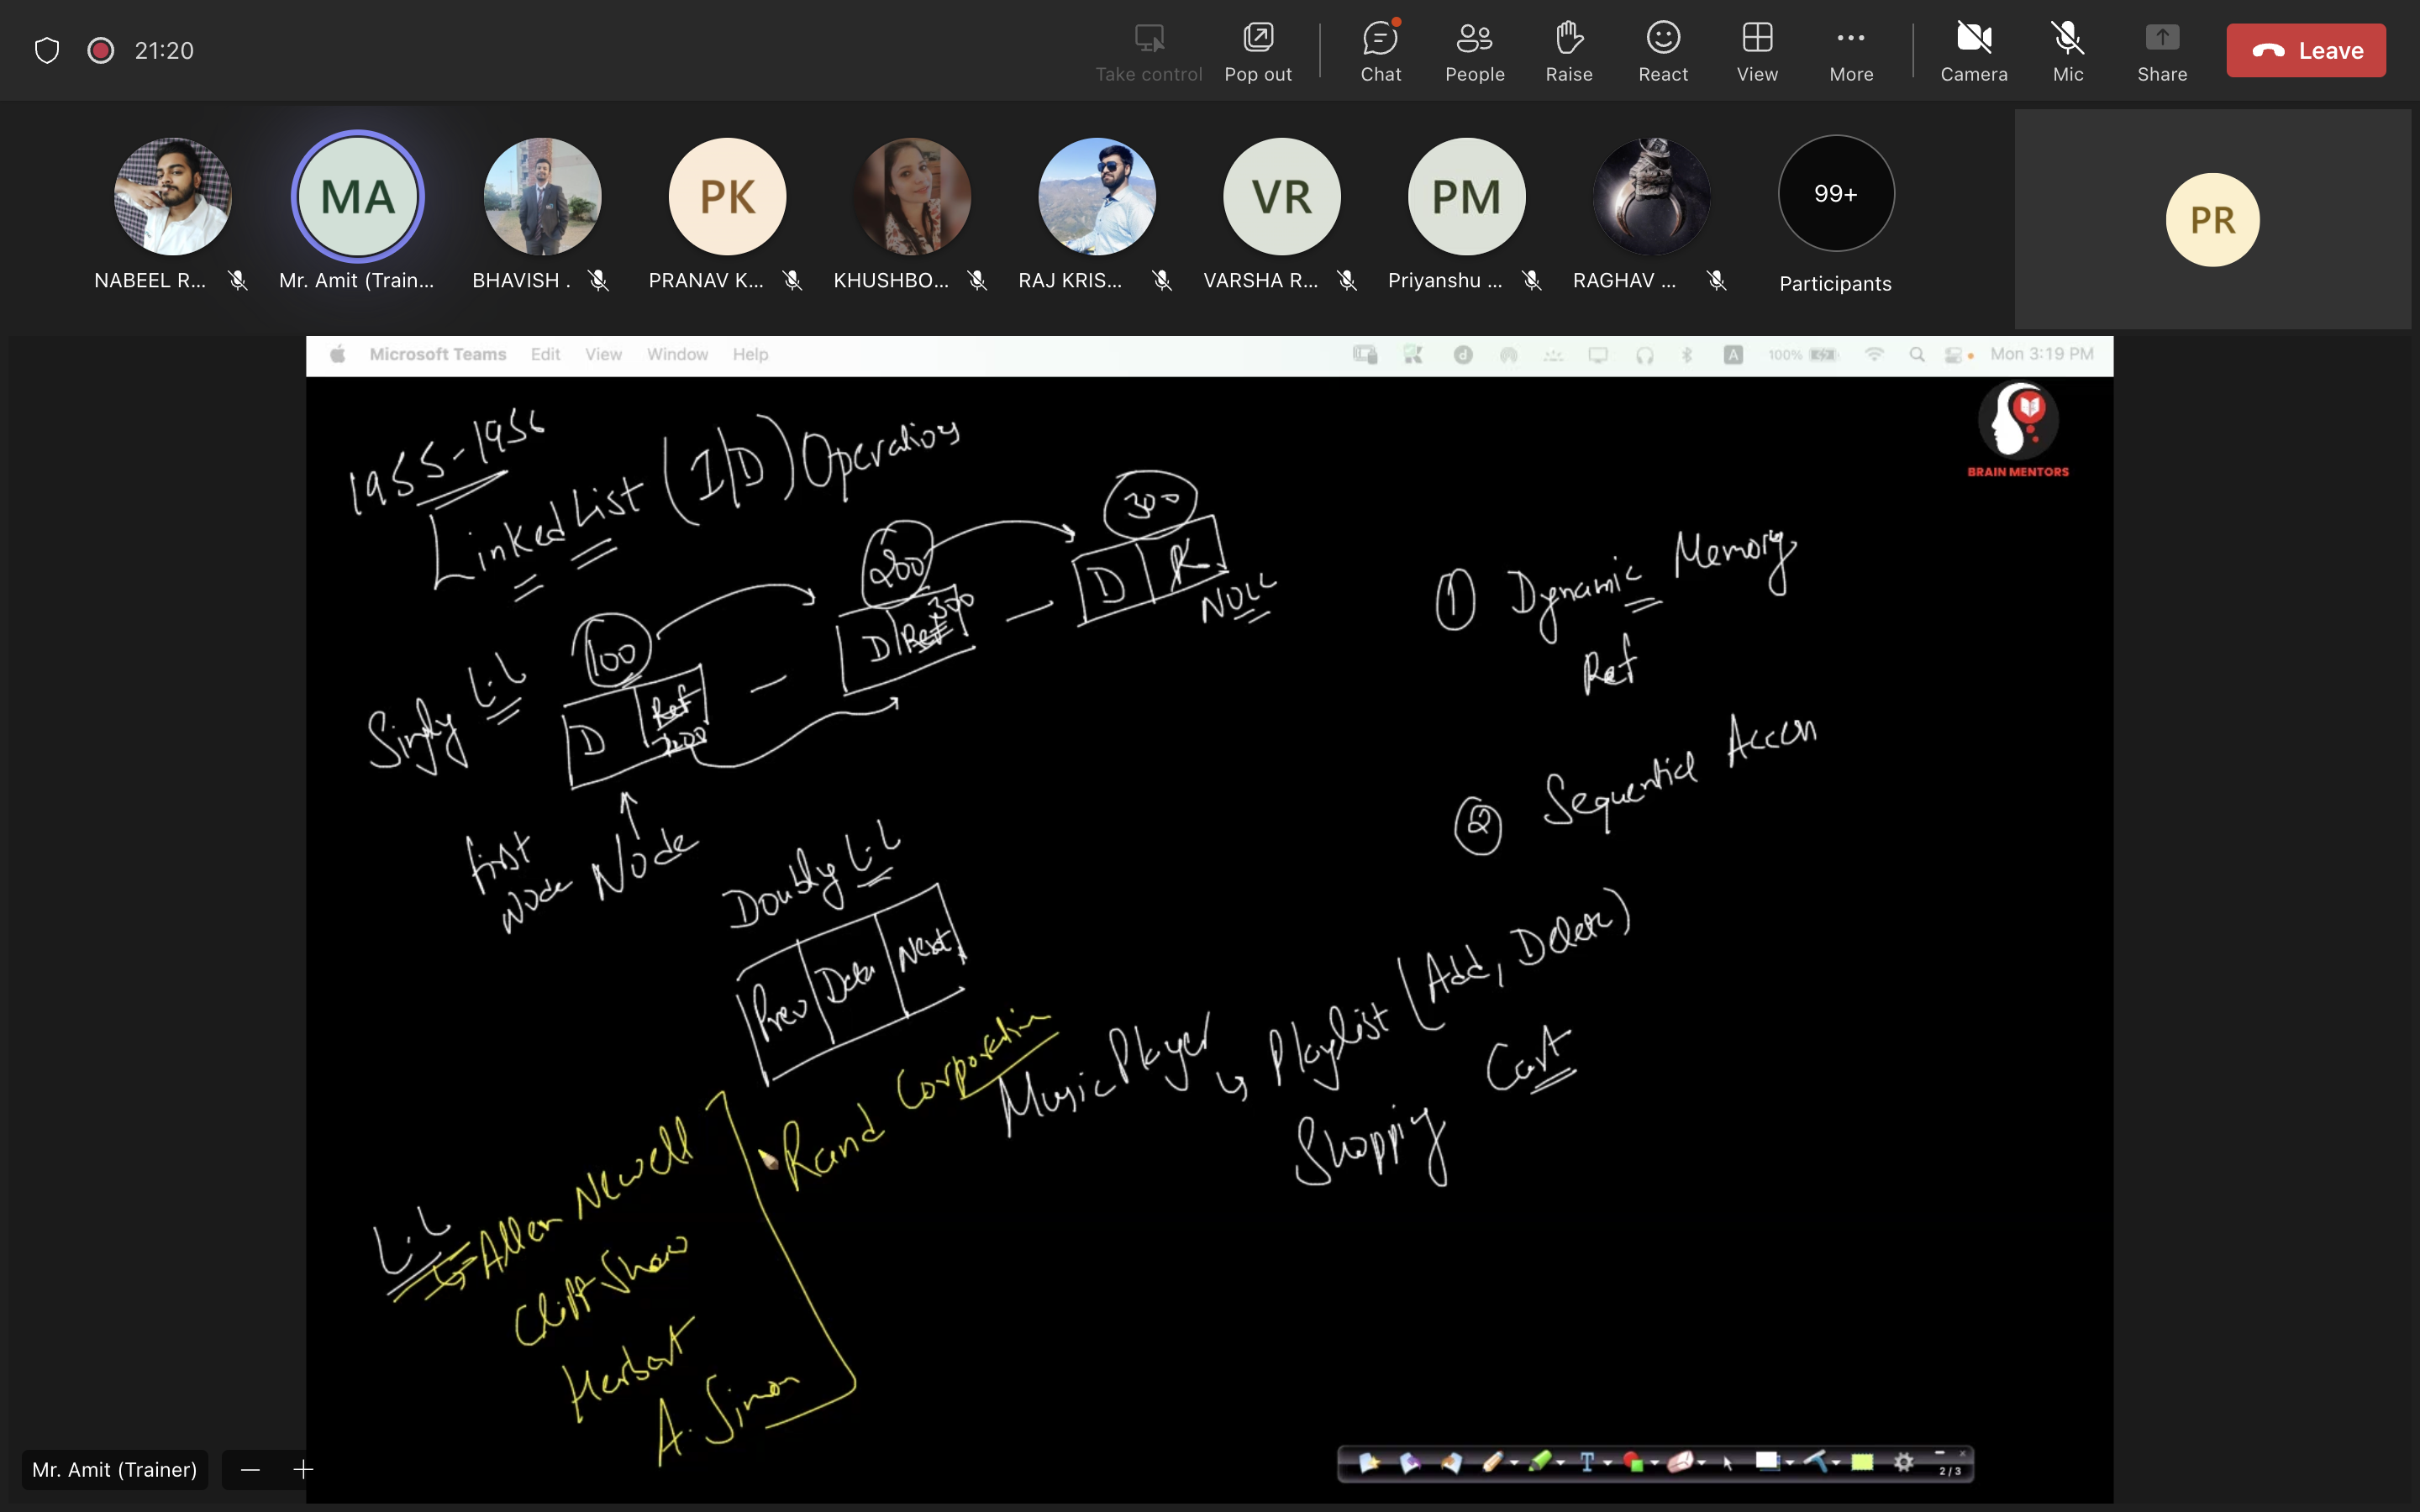 21:20
Take control
Pop out
Chat
People
Raise
React
View
More
Camera
Mic
Share
Leave
MA
PK
VR
PM
99+
PR
NABEEL R...
Mr. Amit (Train...
BHAVISH .
PRANAV K...
KHUSHBO...
RAJ KRIS...
VARSHA R...
Priyanshu ...
RAGHAV ...
Participants
Microsoft Teams Edit View Window Help
100%
Mon 3:19 PM
BRAIN MENTORS
1955-1956
Linked List (I/D) Operations
Singly L.L
100
D Ref 200
200
D Ref 300
300
D R
NULL
first Node
Node
Doubly L.L
Prev Data Next
① Dynamic Memory
Ref
② Sequential Access
Music Player
Playlist (Add, Delete)
Shopping Cart
L.L
Allen Newell
Cliff Shaw
Herbert
A. Simon
Rand Corporation
Mr. Amit (Trainer)
2 / 3